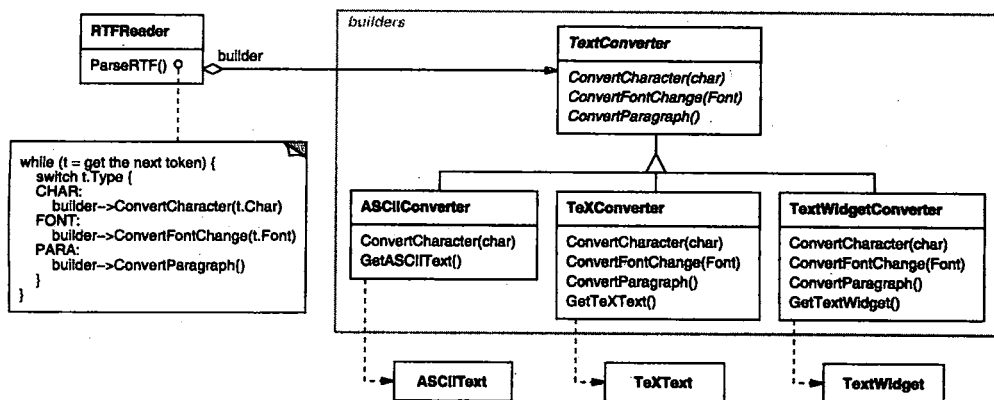 builders
RTFReader
ParseRTF()
builder
TextConverter
ConvertCharacter(char)
ConvertFontChange(Font)
ConvertParagraph()
while (t = get the next token) {
switch t.Type {
CHAR:
builder->ConvertCharacter(t.Char)
FONT:
builder->ConvertFontChange(t.Font)
PARA:
builder->ConvertParagraph()
}
}
ASCIIConverter
ConvertCharacter(char)
GetASCIIText()
TeXConverter
ConvertCharacter(char)
ConvertFontChange(Font)
ConvertParagraph()
GetTeXText()
TextWidgetConverter
ConvertCharacter(char)
ConvertFontChange(Font)
ConvertParagraph()
GetTextWidget()
ASCIIText
TeXText
TextWidget